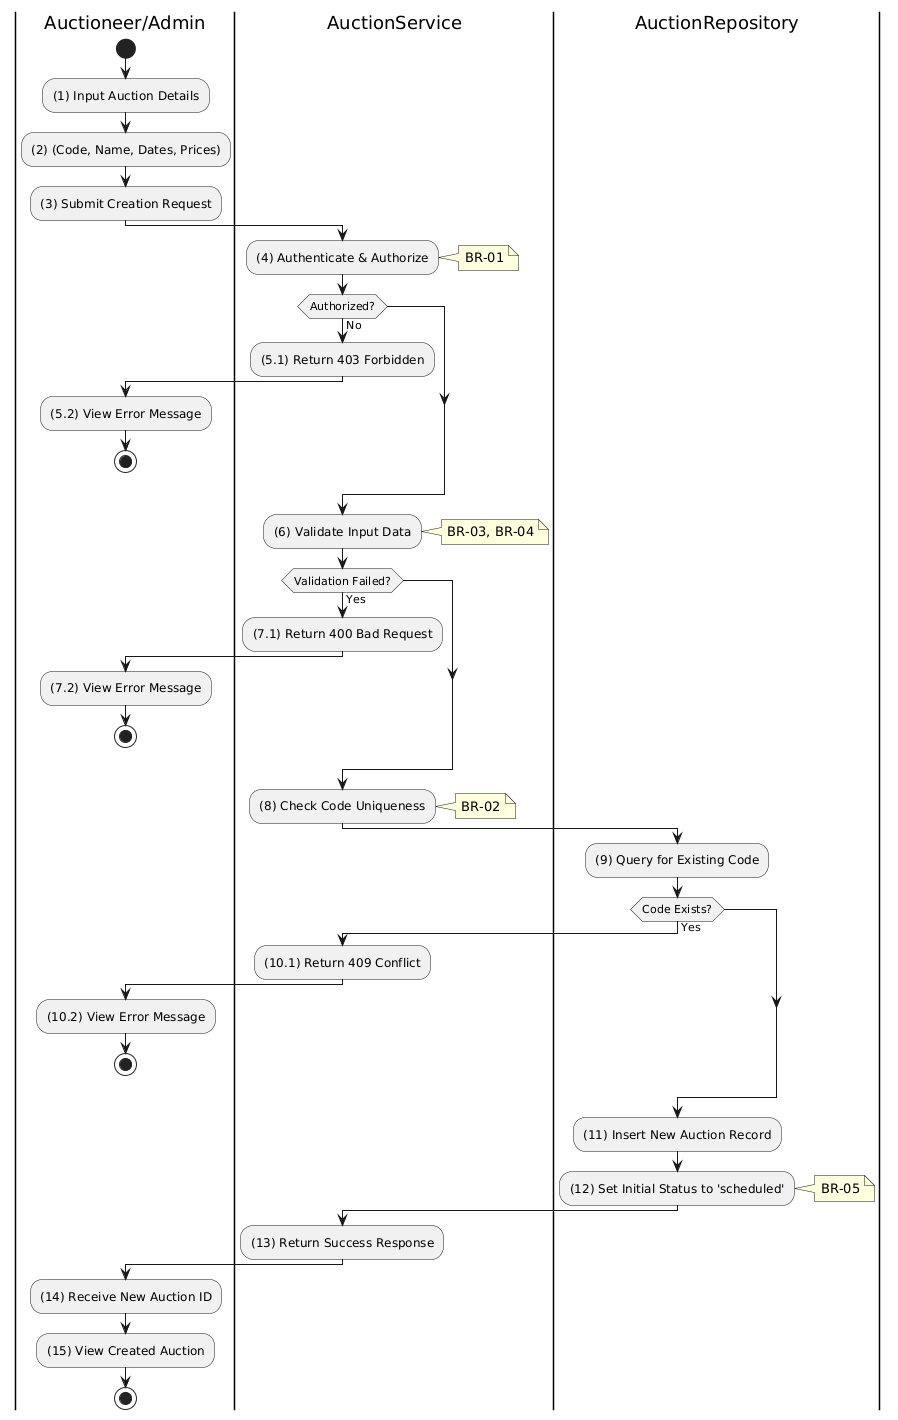 Auctioneer/Admin
AuctionService
AuctionRepository
(1) Input Auction Details
(2) (Code, Name, Dates, Prices)
(3) Submit Creation Request
(4) Authenticate & Authorize
BR-01
Authorized?
No
(5.1) Return 403 Forbidden
(5.2) View Error Message
(6) Validate Input Data
BR-03, BR-04
Validation Failed?
Yes
(7.1) Return 400 Bad Request
(7.2) View Error Message
(8) Check Code Uniqueness
BR-02
(9) Query for Existing Code
Code Exists?
Yes
(10.1) Return 409 Conflict
(10.2) View Error Message
(11) Insert New Auction Record
(12) Set Initial Status to 'scheduled'
BR-05
(13) Return Success Response
(14) Receive New Auction ID
(15) View Created Auction